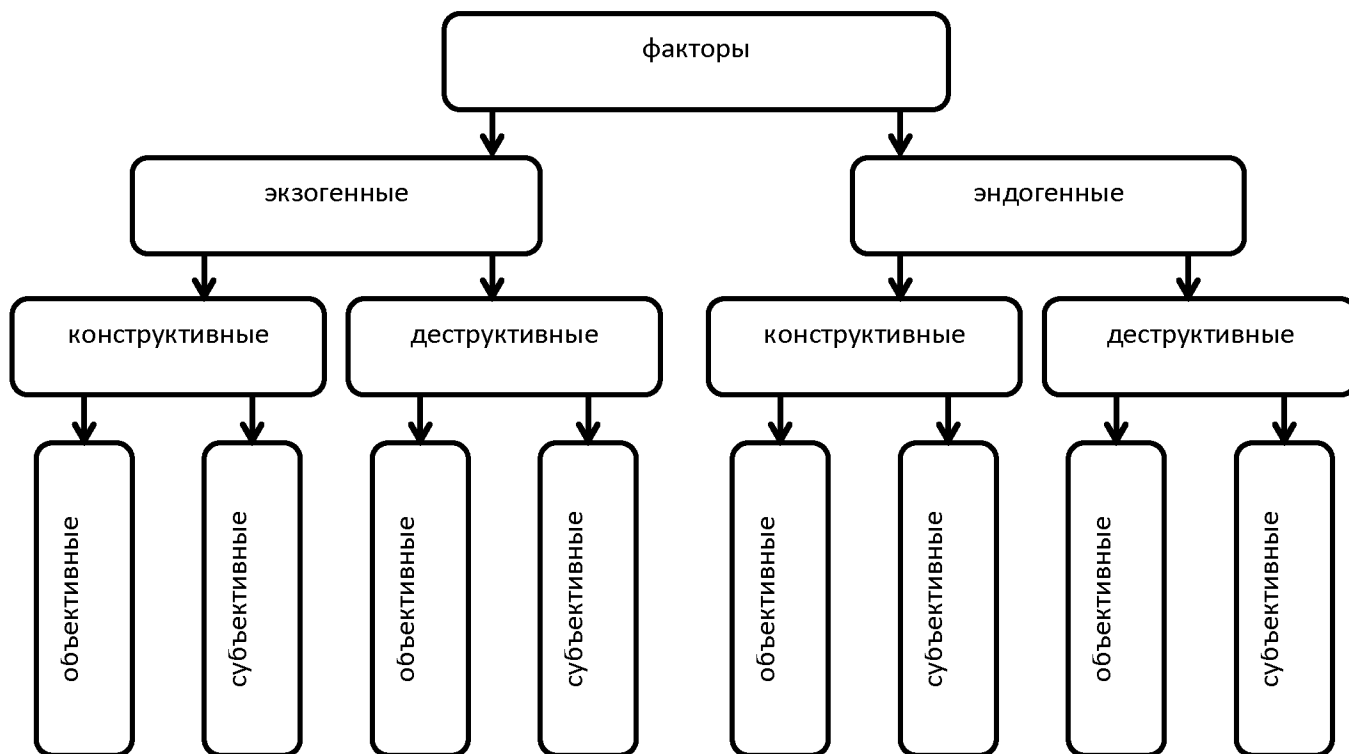 факторы
экзогенные
эндогенные
конструктивные
деструктивные
конструктивные
деструктивные
объективные
субъективные
объективные
субъективные
объективные
субъективные
объективные
субъективные